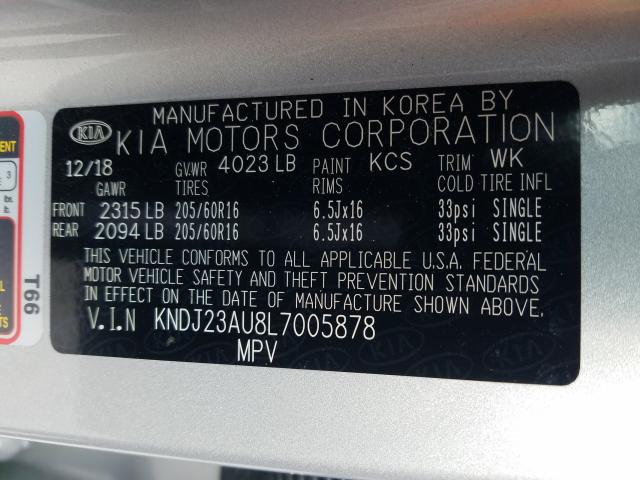 MANUFACTURED IN KOREA BY
KIA KIA MOTORS CORPORATION
12/18 GVWR 4023 LB PAINT KCS TRIM WK
GAWR TIRES RIMS COLD TIRE INFL
FRONT 2315 LB 205/60R16 6.5Jx16 33psi SINGLE
REAR 2094 LB 205/60R16 6.5Jx16 33psi SINGLE
THIS VEHICLE CONFORMS TO ALL APPLICABLE U.S.A. FEDERAL
MOTOR VEHICLE SAFETY AND THEFT PREVENTION STANDARDS
IN EFFECT ON THE DATE OF MANUFACTURE SHOWN ABOVE.
V.I.N KNDJ23AU8L7005878
MPV
3
lbs.
lb.
T66